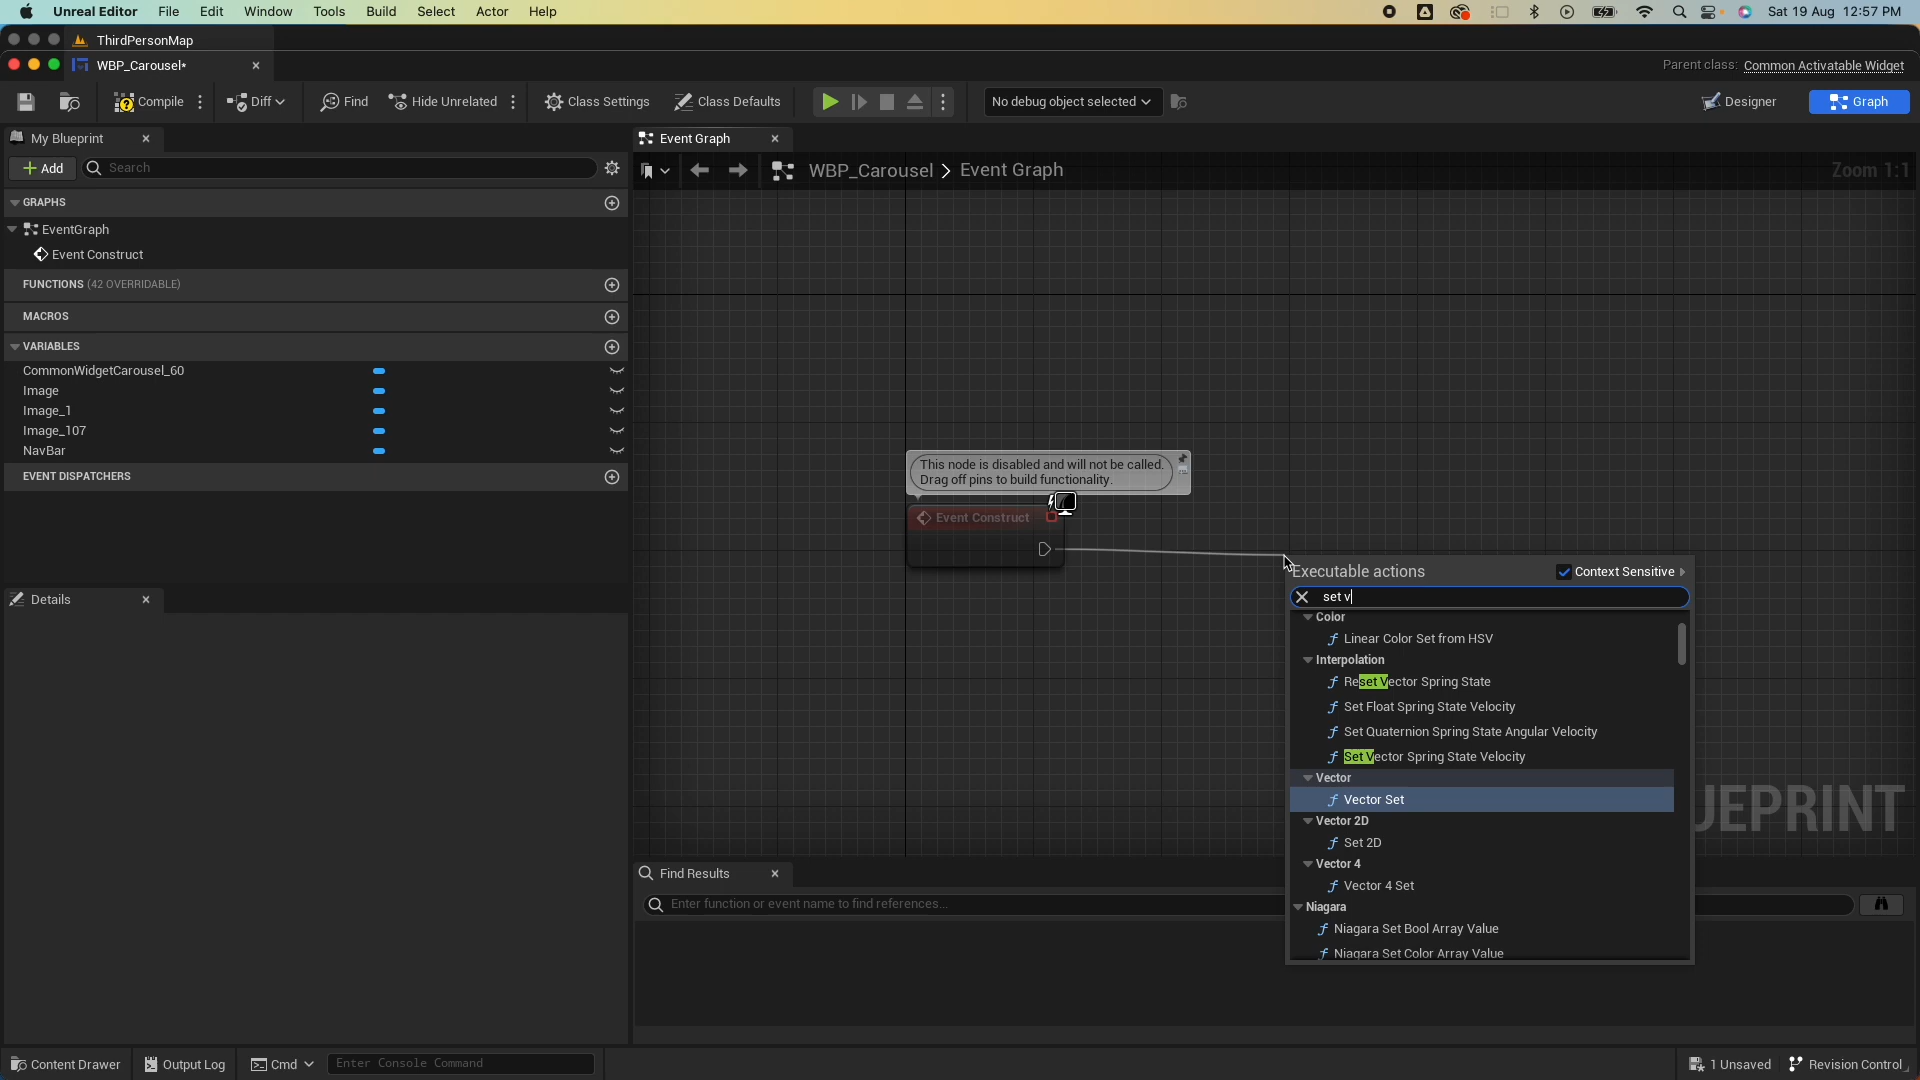 Unreal Editor File Edit Window Tools Build Select Actor Help Sat 19 Aug 12:57 PM
ThirdPersonMap
WBP_Carousel* Parent class: Common Activatable Widget
Compile Diff Find Hide Unrelated Class Settings Class Defaults No debug object selected Designer Graph
My Blueprint Event Graph
Add Search WBP_Carousel > Event Graph Zoom 1:1
GRAPHS
EventGraph
Event Construct
FUNCTIONS (42 OVERRIDABLE)
MACROS
VARIABLES
CommonWidgetCarousel_60
Image
Image_1
Image_107
NavBar
EVENT DISPATCHERS
This node is disabled and will not be called.
Drag off pins to build functionality.
Event Construct
Executable actions Context Sensitive
set v
Color
Linear Color Set from HSV
Interpolation
Reset Vector Spring State
Set Float Spring State Velocity
Set Quaternion Spring State Angular Velocity
Set Vector Spring State Velocity
Vector
Vector Set
Vector 2D
Set 2D
Vector 4
Vector 4 Set
Niagara
Niagara Set Bool Array Value
Niagara Set Color Array Value
UEPRINT
Details
Find Results
Enter function or event name to find references...
Content Drawer Output Log Cmd Enter Console Command 1 Unsaved Revision Control